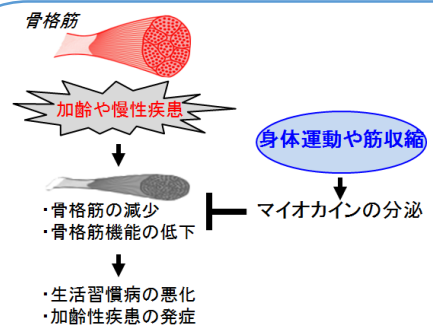 骨格筋
加齢や慢性疾患
身体運動や筋収縮
・骨格筋の減少
・骨格筋機能の低下
マイオカインの分泌
・生活習慣病の悪化
・加齢性疾患の発症